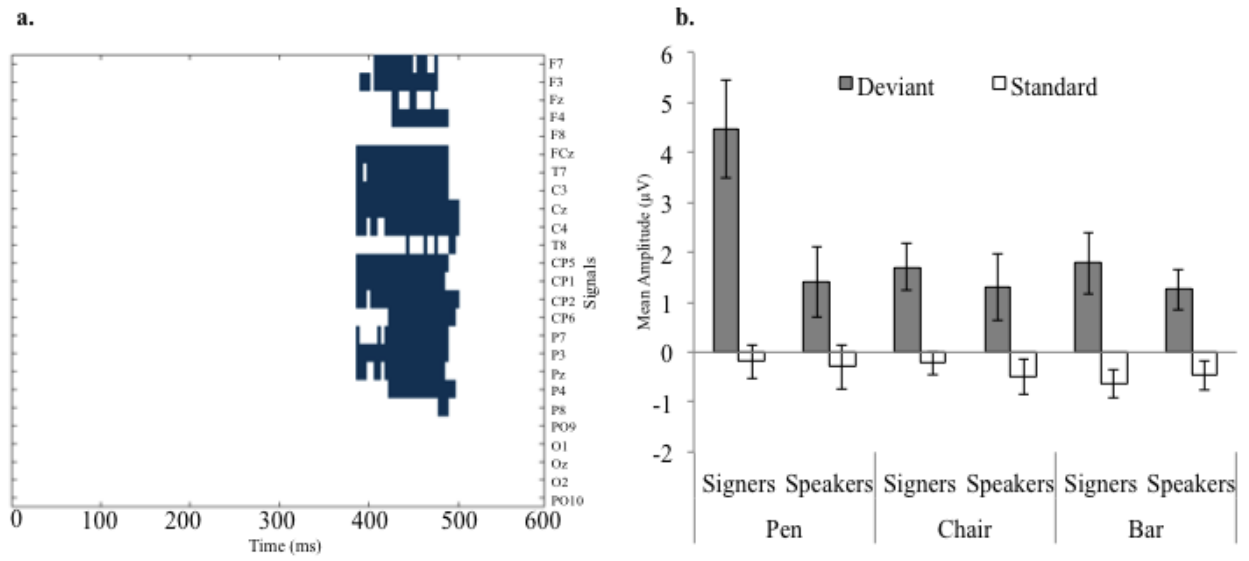 a.
F7
F3
Fz
F4
F8
FCz
T7
C3
Cz
C4
T8
CP5
CP1
CP2
CP6
P7
P3
Pz
P4
P8
PO9
O1
Oz
O2
PO10
Signals
0 100 200 300 400 500 600
Time (ms)
b.
Deviant Standard
6
5
4
3
2
1
0
-1
-2
Mean Amplitude (µV)
Signers Speakers Signers Speakers Signers Speakers
Pen Chair Bar